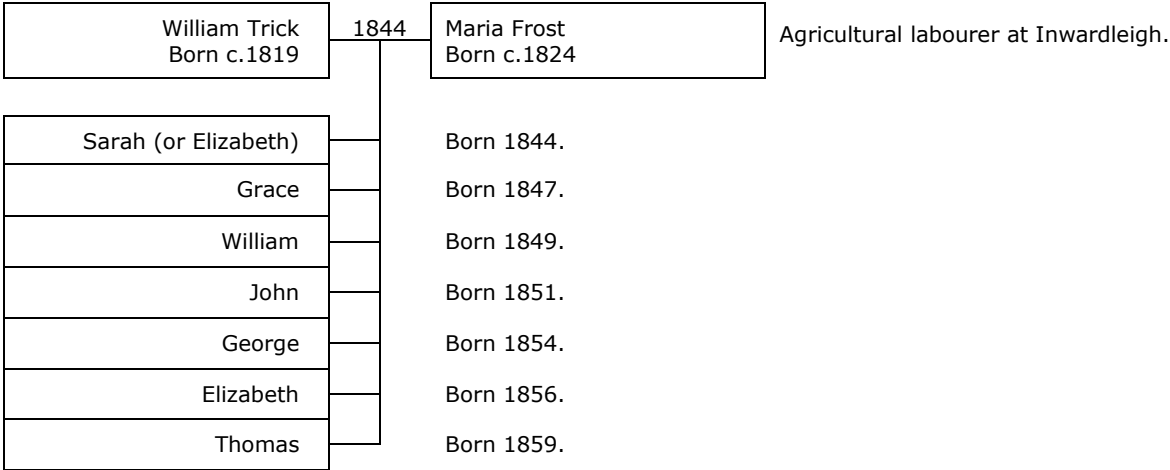 William Trick 1844 Maria Frost Agricultural labourer at Inwardleigh.
Born c.1819 Born c.1824
Sarah (or Elizabeth) Born 1844.
Grace Born 1847.
William Born 1849.
John Born 1851.
George Born 1854.
Elizabeth Born 1856.
Thomas Born 1859.